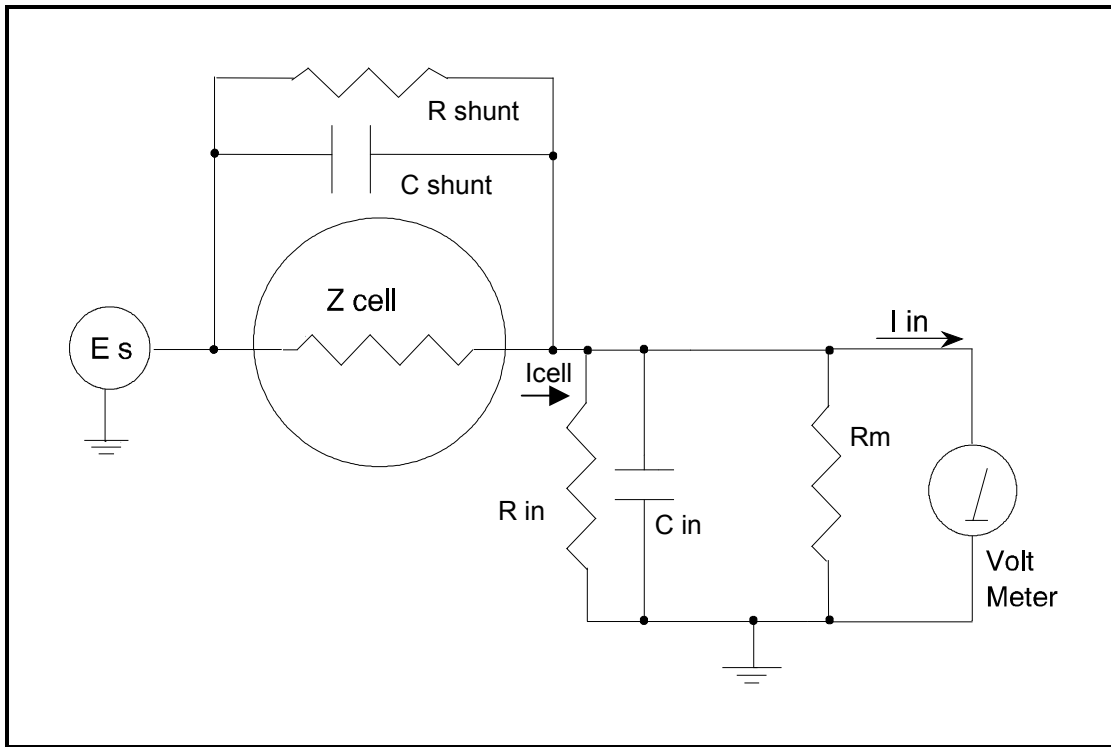 R shunt
C shunt
Z cell
E s
I in
Icell
Rm
R in
C in
Volt
Meter